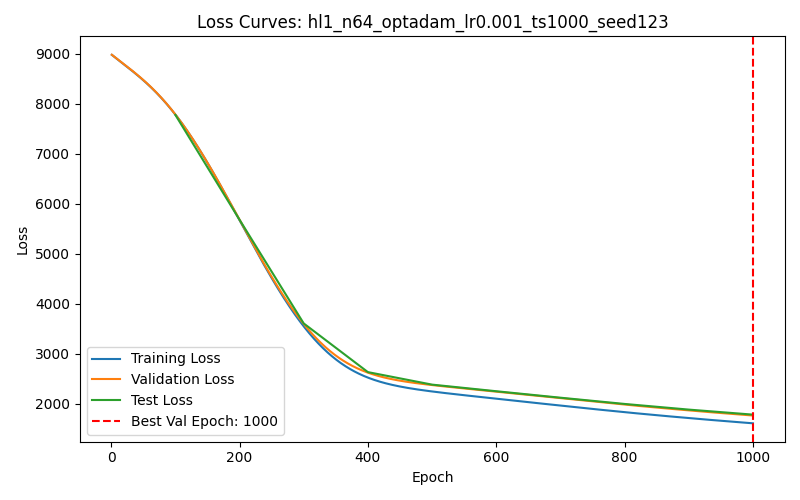 Loss Curves: hl1_n64_optadam_lr0.001_ts1000_seed123
9000
8000
7000
6000
5000
4000
3000
2000
Loss
Training Loss
Validation Loss
Test Loss
Best Val Epoch: 1000
0
200
400
600
800
1000
Epoch